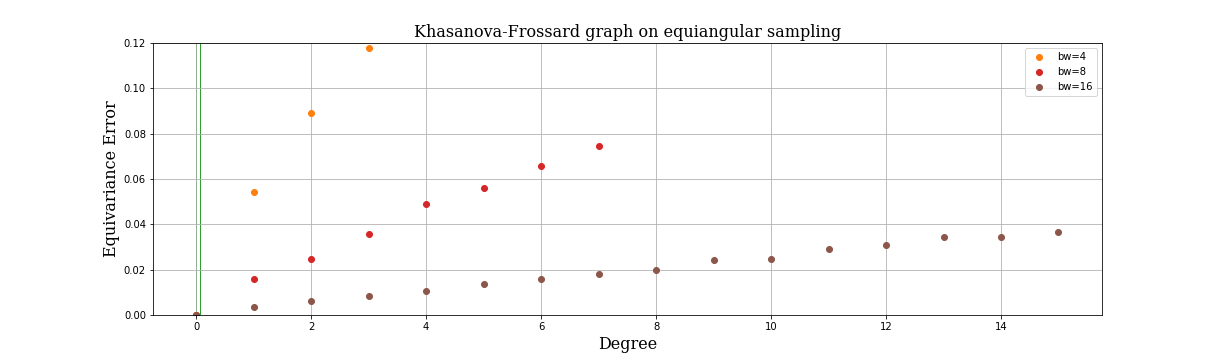 Khasanova-Frossard graph on equiangular sampling
0.12
0.10
0.08
0.06
0.04
0.02
0.00
Equivariance Error
bw=4
bw=8
bw=16
0 2 4 6 8 10 12 14
Degree